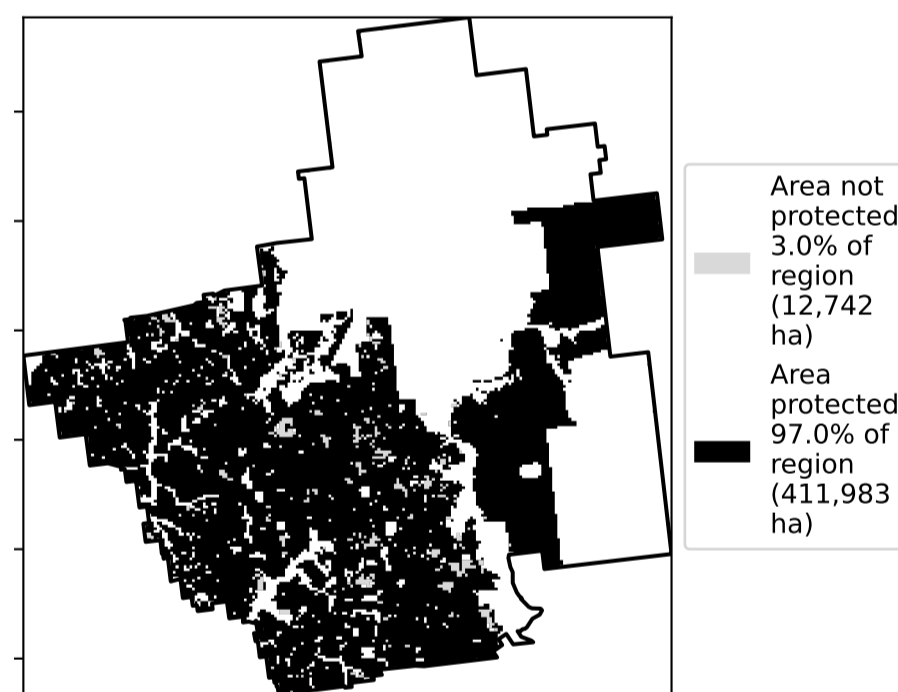 Area not
protected
3.0% of
region
(12,742
ha)
Area
protected
97.0% of
region
(411,983
ha)